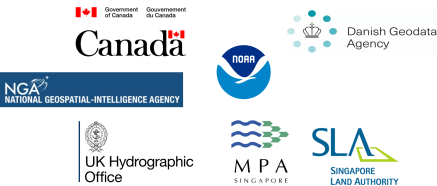 Government
of Canada
Gouvernement
du Canada
Canada
NOAA
Danish Geodata
Agency
NGA
NATIONAL GEOSPATIAL-INTELLIGENCE AGENCY
UK Hydrographic
Office
MPA
SINGAPORE
SLA
SINGAPORE
LAND AUTHORITY